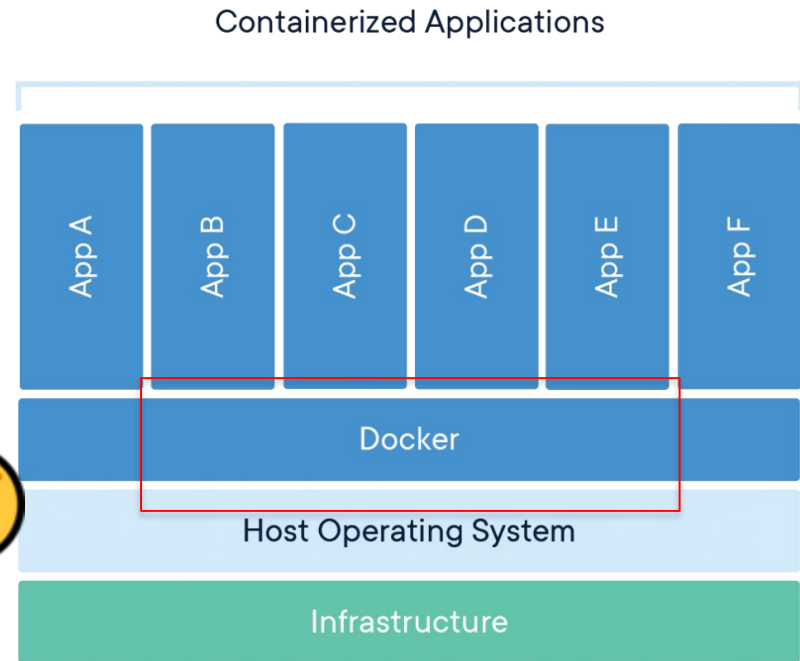 Containerized Applications
App A
App B
App C
App D
App E
App F
Docker
Host Operating System
Infrastructure